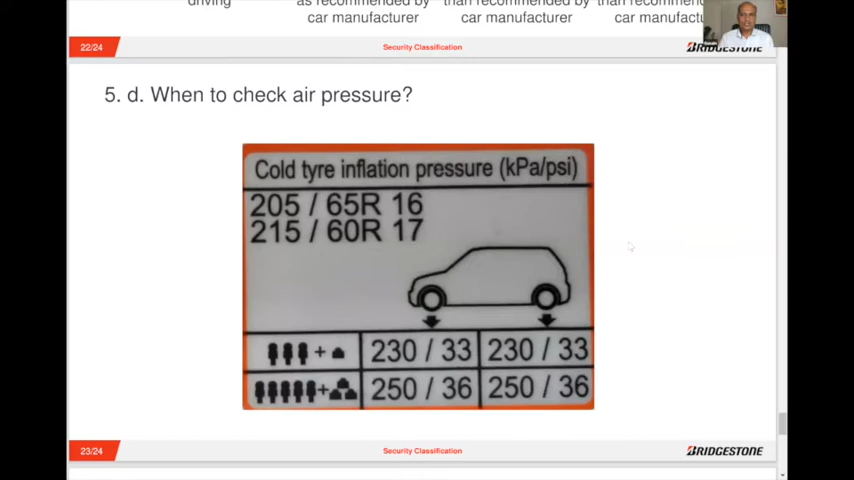 driving
as recommended by
than recommended by
than recommend
car manufacturer
car manufacturer
car manufactu
22/24
Security Classification
BRIDGESTONE
5. d. When to check air pressure?
Cold tyre inflation pressure (kPa/psi)
205 / 65R 16
215 / 60R 17
+ 230 / 33 230 / 33
+ 250 / 36 250 / 36
23/24
Security Classification
BRIDGESTONE